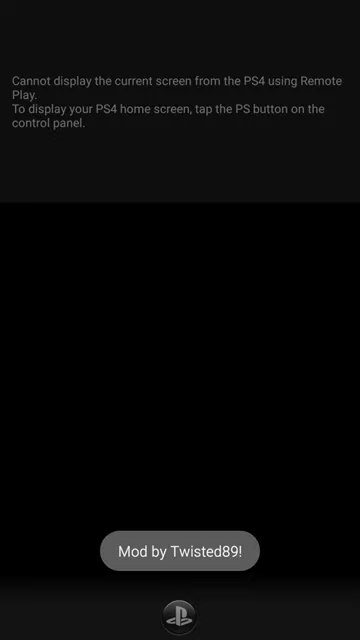 Cannot display the current screen from the PS4 using Remote
Play.
To display your PS4 home screen, tap the PS button on the
control panel.
Mod by Twisted89!